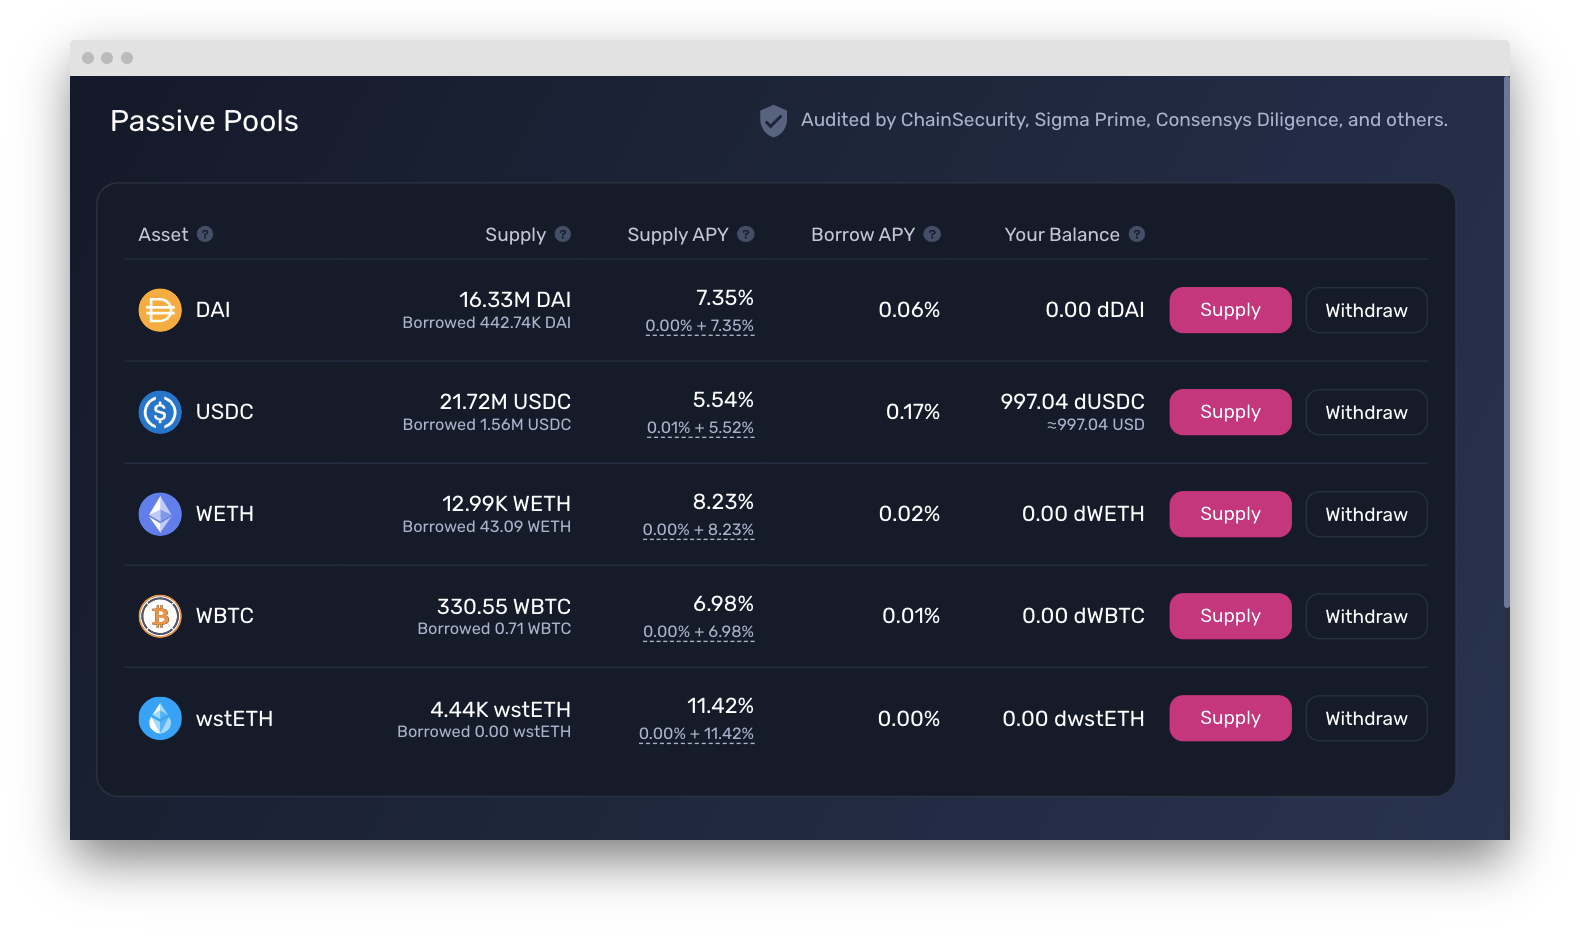 Passive Pools
Audited by ChainSecurity, Sigma Prime, Consensys Diligence, and others.
Asset ? Supply ? Supply APY ? Borrow APY ? Your Balance ?
DAI
16.33M DAI
Borrowed 442.74K DAI
7.35%
0.00% + 7.35%
0.06%
0.00 dDAI
Supply
Withdraw
USDC
21.72M USDC
Borrowed 1.56M USDC
5.54%
0.01% + 5.52%
0.17%
997.04 dUSDC
≈997.04 USD
Supply
Withdraw
WETH
12.99K WETH
Borrowed 43.09 WETH
8.23%
0.00% + 8.23%
0.02%
0.00 dWETH
Supply
Withdraw
WBTC
330.55 WBTC
Borrowed 0.71 WBTC
6.98%
0.00% + 6.98%
0.01%
0.00 dWBTC
Supply
Withdraw
wstETH
4.44K wstETH
Borrowed 0.00 wstETH
11.42%
0.00% + 11.42%
0.00%
0.00 dwstETH
Supply
Withdraw